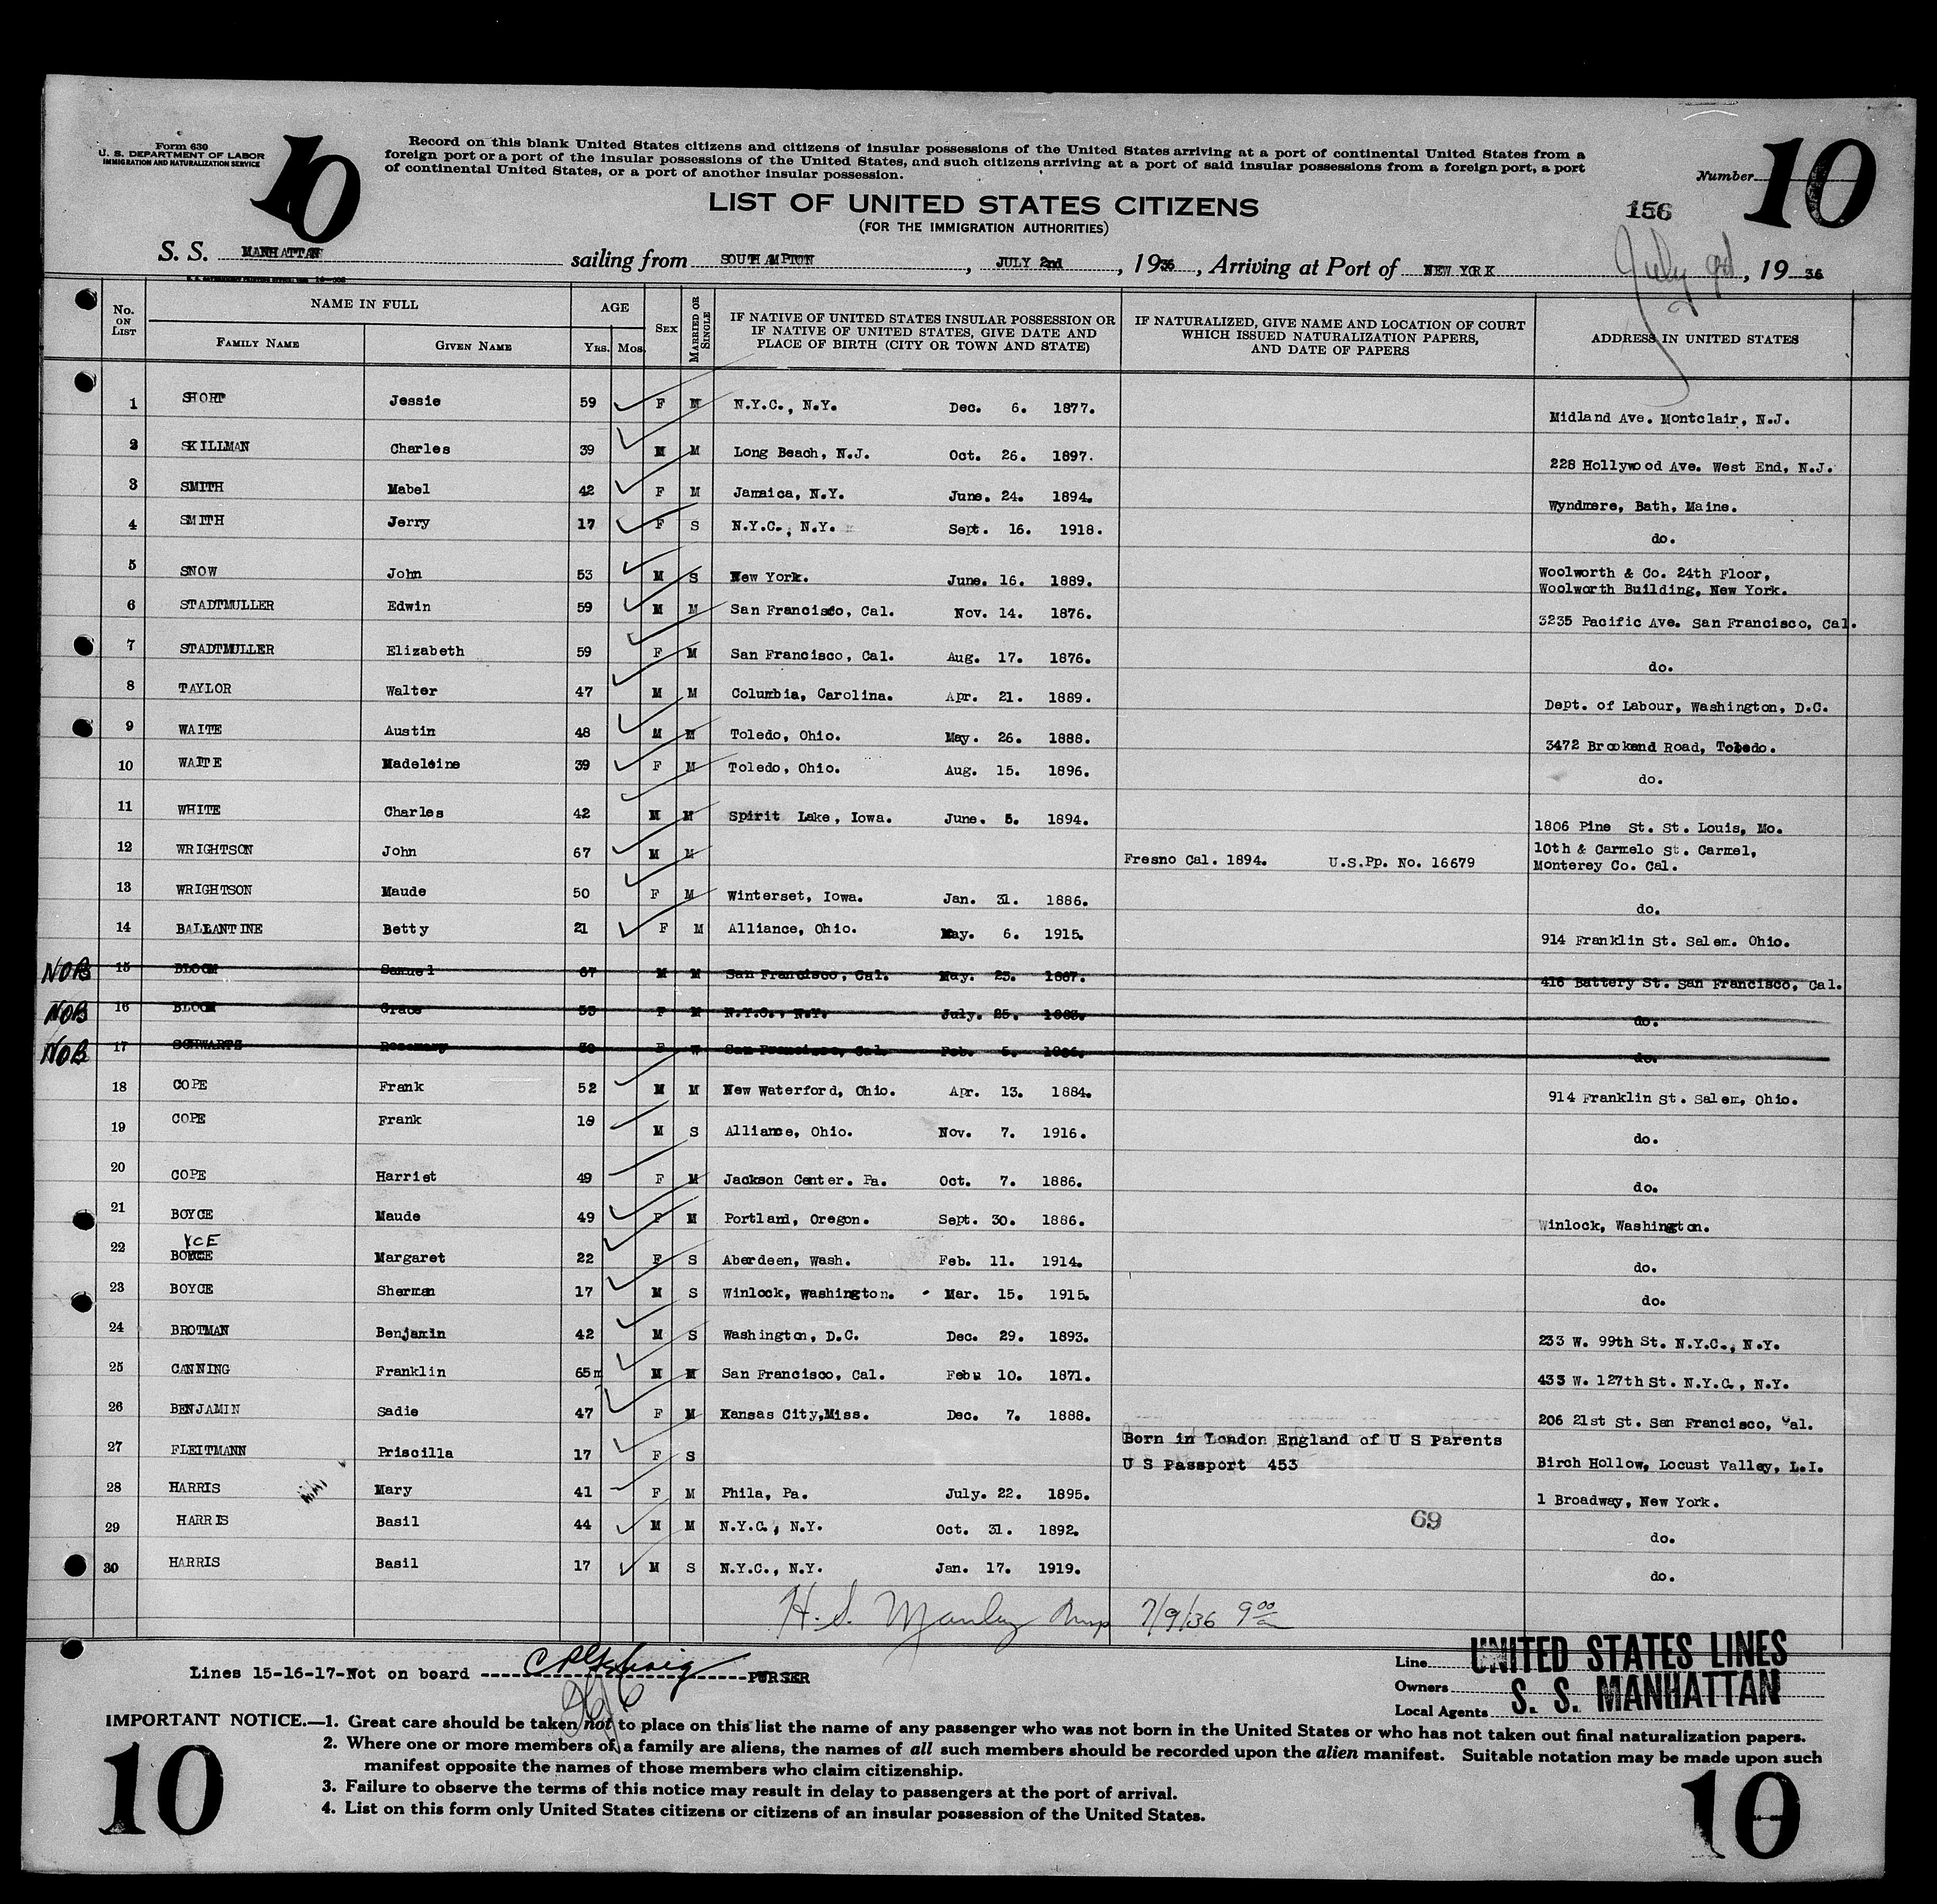 Form 630
U. S. DEPARTMENT OF LABOR
IMMIGRATION AND NATURALIZATION SERVICE
10
Record on this blank United States citizens and citizens of insular possessions of the United States arriving at a port of continental United States from a
foreign port or a port of the insular possessions of the United States, and such citizens arriving at a port of said insular possessions from a foreign port, a port
of continental United States, or a port of another insular possession.
Number 10
LIST OF UNITED STATES CITIZENS
(FOR THE IMMIGRATION AUTHORITIES)
156
S. S. MANHATTAN sailing from SOUTHAMPTON, JULY 2nd, 1936, Arriving at Port of NEW YORK July 9th, 19 36
No. ON LIST NAME IN FULL FAMILY NAME GIVEN NAME AGE YRS. MOS. SEX MARRIED OR SINGLE IF NATIVE OF UNITED STATES INSULAR POSSESSION OR IF NATIVE OF UNITED STATES, GIVE DATE AND PLACE OF BIRTH (CITY OR TOWN AND STATE) IF NATURALIZED, GIVE NAME AND LOCATION OF COURT WHICH ISSUED NATURALIZATION PAPERS, AND DATE OF PAPERS ADDRESS IN UNITED STATES
1 SHORT Jessie 59 F M N.Y.C., N.Y. Dec. 6. 1877. Midland Ave. Montclair, N.J.
2 SKILLMAN Charles 39 M M Long Beach, N.J. Oct. 26. 1897. 228 Hollywood Ave. West End, N.J.
3 SMITH Mabel 42 F M Jamaica, N.Y. June. 24. 1894. Wyndmere, Bath, Maine.
4 SMITH Jerry 17 F S N.Y.C., N.Y. Sept. 16. 1918. do.
5 SNOW John 53 M S New York. June. 16. 1889. Woolworth & Co. 24th Floor,
Woolworth Building, New York.
6 STADTMULLER Edwin 59 M M San Francisco, Cal. Nov. 14. 1876. 3235 Pacific Ave. San Francisco, Cal.
7 STADTMULLER Elizabeth 59 F M San Francisco, Cal. Aug. 17. 1876. do.
8 TAYLOR Walter 47 M M Columbia, Carolina. Apr. 21. 1889. Dept. of Labour, Washington, D.C.
9 WAITE Austin 48 M M Toledo, Ohio. May. 26. 1888. 3472 Brookend Road, Toledo.
10 WAITE Madeleine 39 F M Toledo, Ohio. Aug. 15. 1896. do.
11 WHITE Charles 42 M M Spirit Lake, Iowa. June. 5. 1894. 1806 Pine St. St. Louis, Mo.
12 WRIGHTSON John 67 M M Fresno Cal. 1894. U.S.Pp. No. 16679 10th & Carmelo St. Carmel,
Monterey Co. Cal.
13 WRIGHTSON Maude 50 F M Winterset, Iowa. Jan. 31. 1886. do.
14 BALLANTINE Betty 21 F M Alliance, Ohio. May. 6. 1915. 914 Franklin St. Salem. Ohio.
NOB 15 BLOOM Samuel 67 M M San Francisco, Cal. May. 23. 1867. 416 Battery St. San Francisco, Cal.
NOB 16 BLOOM Grace 53 F M N.Y.C., N.Y. July. 25. 1883. do.
NOB 17 SCHWARTZ Rosemary 30 F W San Francisco, Cal. Feb. 5. 1906. do.
18 COPE Frank 52 M M New Waterford, Ohio. Apr. 13. 1884. 914 Franklin St. Salem, Ohio.
19 COPE Frank 19 M S Alliance, Ohio. Nov. 7. 1916. do.
20 COPE Harriet 49 F M Jackson Center. Pa. Oct. 7. 1886. do.
21 BOYCE Maude 49 F M Portland, Oregon. Sept. 30. 1886. Winlock, Washington.
YCE
22 BOYCE Margaret 22 F S Aberdeen, Wash. Feb. 11. 1914. do.
23 BOYCE Sherman 17 M S Winlock, Washington. Mar. 15. 1915. do.
24 BROTMAN Benjamin 42 M S Washington, D.C. Dec. 29. 1893. 233 W. 99th St. N.Y.C., N.Y.
25 CANNING Franklin 65m M M San Francisco, Cal. Febu 10. 1871. 433 W. 127th St. N.Y.C., N.Y.
26 BENJAMIN Sadie 47 F M Kansas City,Miss. Dec. 7. 1888. 206 21st St. San Francisco, Cal.
27 FLEITMANN Priscilla 17 F S Born in London England of U S Parents
U S Passport 453 Birch Hollow, Locust Valley, L.I.
28 HARRIS Mary 41 F M Phila, Pa. July. 22. 1895. 1 Broadway, New York.
29 HARRIS Basil 44 M M N.Y.C., N.Y. Oct. 31. 1892. 69 do.
30 HARRIS Basil 17 M S N.Y.C., N.Y. Jan. 17. 1919. do.
H. S. Manley 7/9/36 9 00 a
Lines 15-16-17-Not on board PURSER
Line UNITED STATES LINES
Owners
Local Agents S. S. MANHATTAN
IMPORTANT NOTICE.—1. Great care should be taken not to place on this list the name of any passenger who was not born in the United States or who has not taken out final naturalization papers.
2. Where one or more members of a family are aliens, the names of all such members should be recorded upon the alien manifest. Suitable notation may be made upon such
manifest opposite the names of those members who claim citizenship.
3. Failure to observe the terms of this notice may result in delay to passengers at the port of arrival.
4. List on this form only United States citizens or citizens of an insular possession of the United States.
10
10